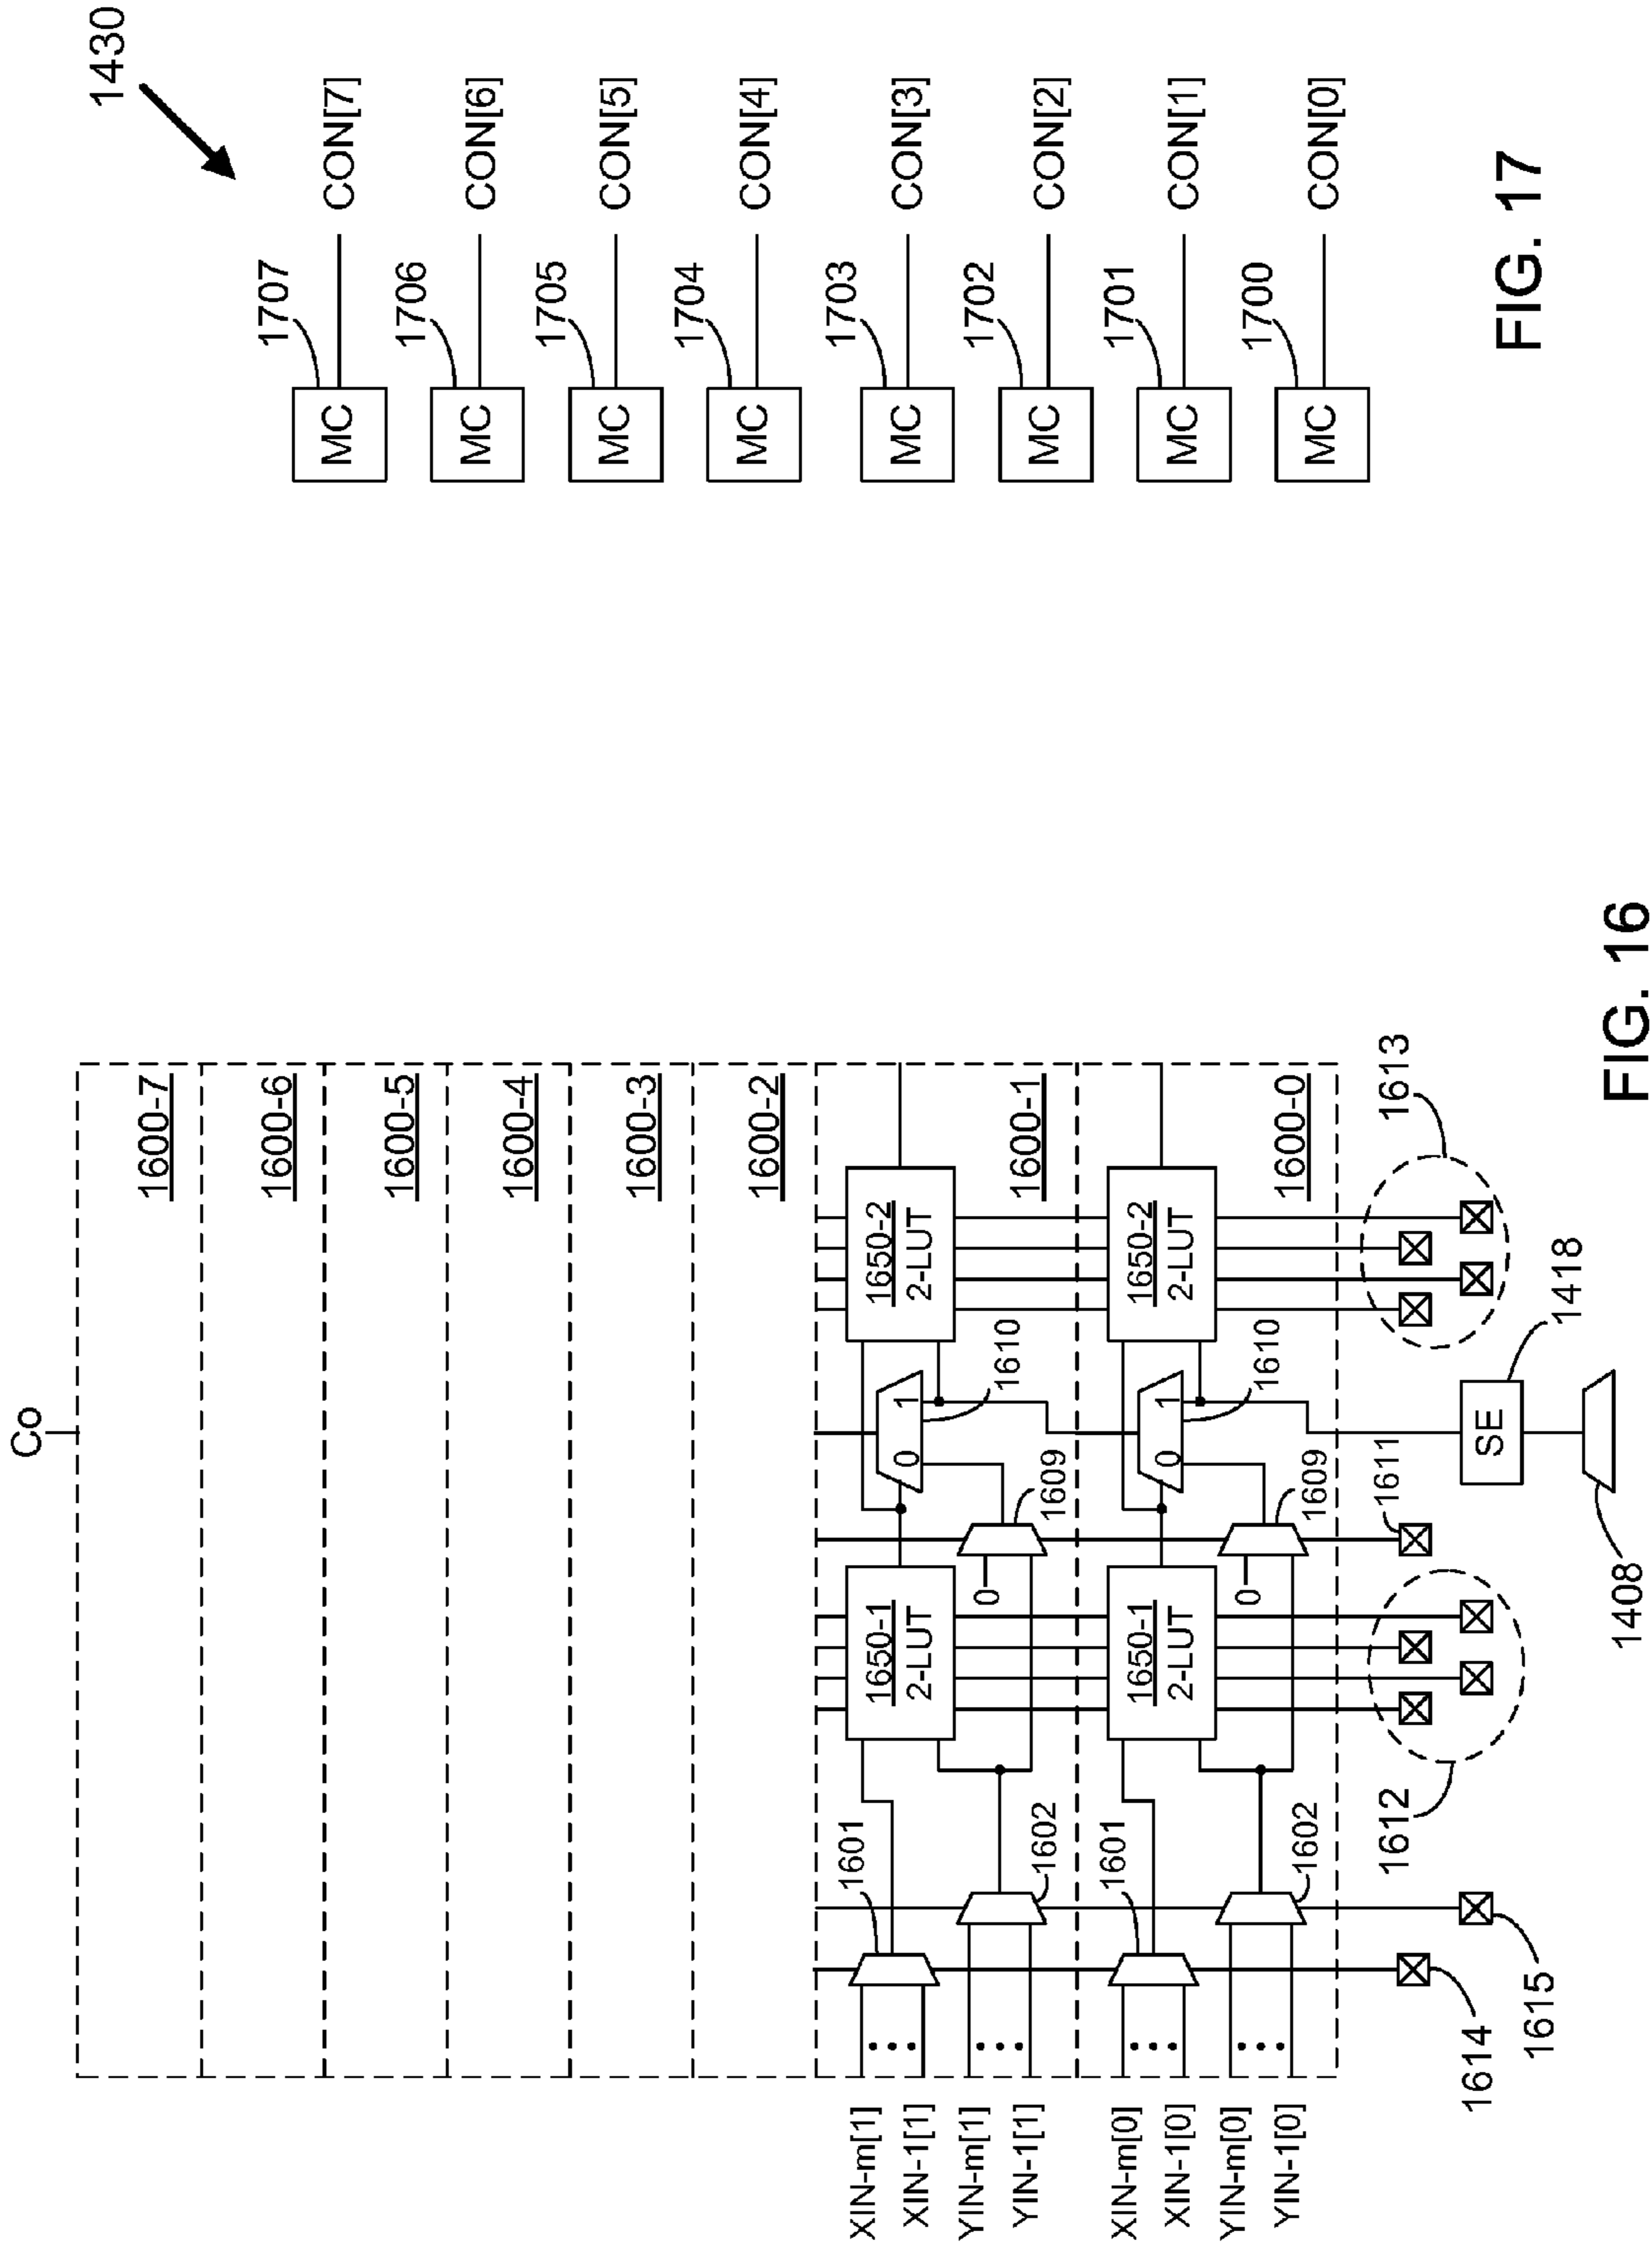 1430
1707
MC
CON[7]
1706
MC
CON[6]
1705
MC
CON[5]
1704
MC
CON[4]
1703
MC
CON[3]
1702
MC
CON[2]
1701
MC
CON[1]
1700
MC
CON[0]
FIG. 17
Co
1600-7
1600-6
1600-5
1600-4
1600-3
1600-2
XIN-m[1]
XIN-1[1]
YIN-m[1]
YIN-1[1]
1601
1602
1650-1
2-LUT
0
1609
0 1
1610
1650-2
2-LUT
1600-1
XIN-m[0]
XIN-1[0]
YIN-m[0]
YIN-1[0]
1601
1602
1650-1
2-LUT
0
1609
0 1
1610
1650-2
2-LUT
1600-0
1614
1615
1612
1611
1408
SE
1418
1613
FIG. 16